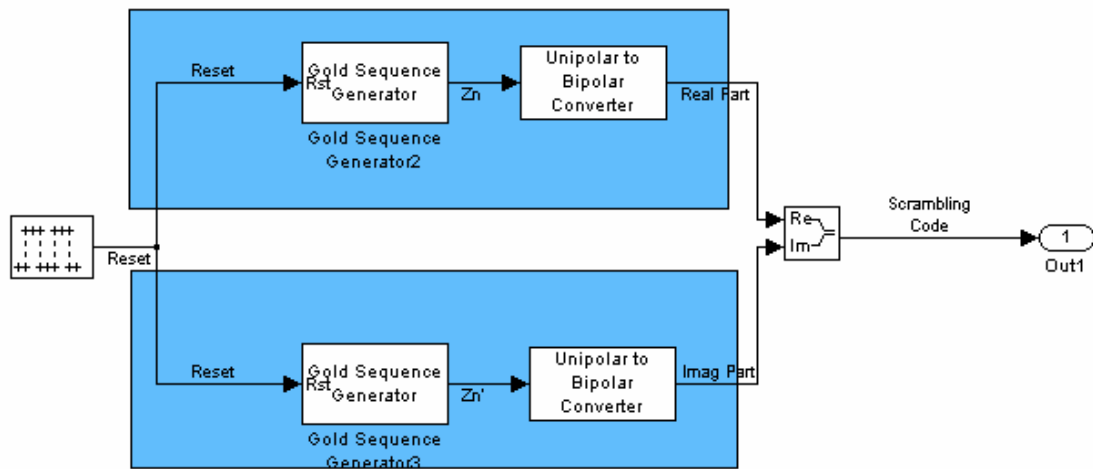 Reset
Rst
Gold Sequence
Generator
Gold Sequence
Generator2
Zn
Unipolar to
Bipolar
Converter
Real Part
Reset
Re
Im
Scrambling
Code
1
Out1
Reset
Rst
Gold Sequence
Generator
Gold Sequence
Generator3
Zn'
Unipolar to
Bipolar
Converter
Imag Part